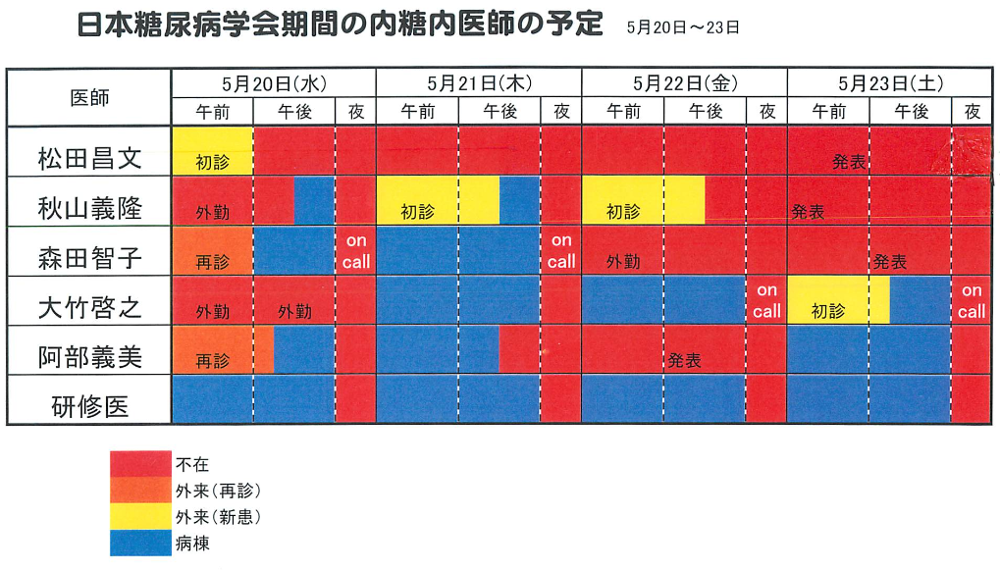 日本糖尿病学会期間の内糖内医師の予定 5月20日～23日
医師 5月20日(水) 5月21日(木) 5月22日(金) 5月23日(土)
午前 午後 夜 午前 午後 夜 午前 午後 夜 午前 午後 夜
松田昌文 初診 発表
秋山義隆 外勤 初診 初診 発表
森田智子 再診 on call on call 外勤 発表
大竹啓之 外勤 外勤 on call 初診 on call
阿部義美 再診 発表
研修医
不在
外来(再診)
外来(新患)
病棟